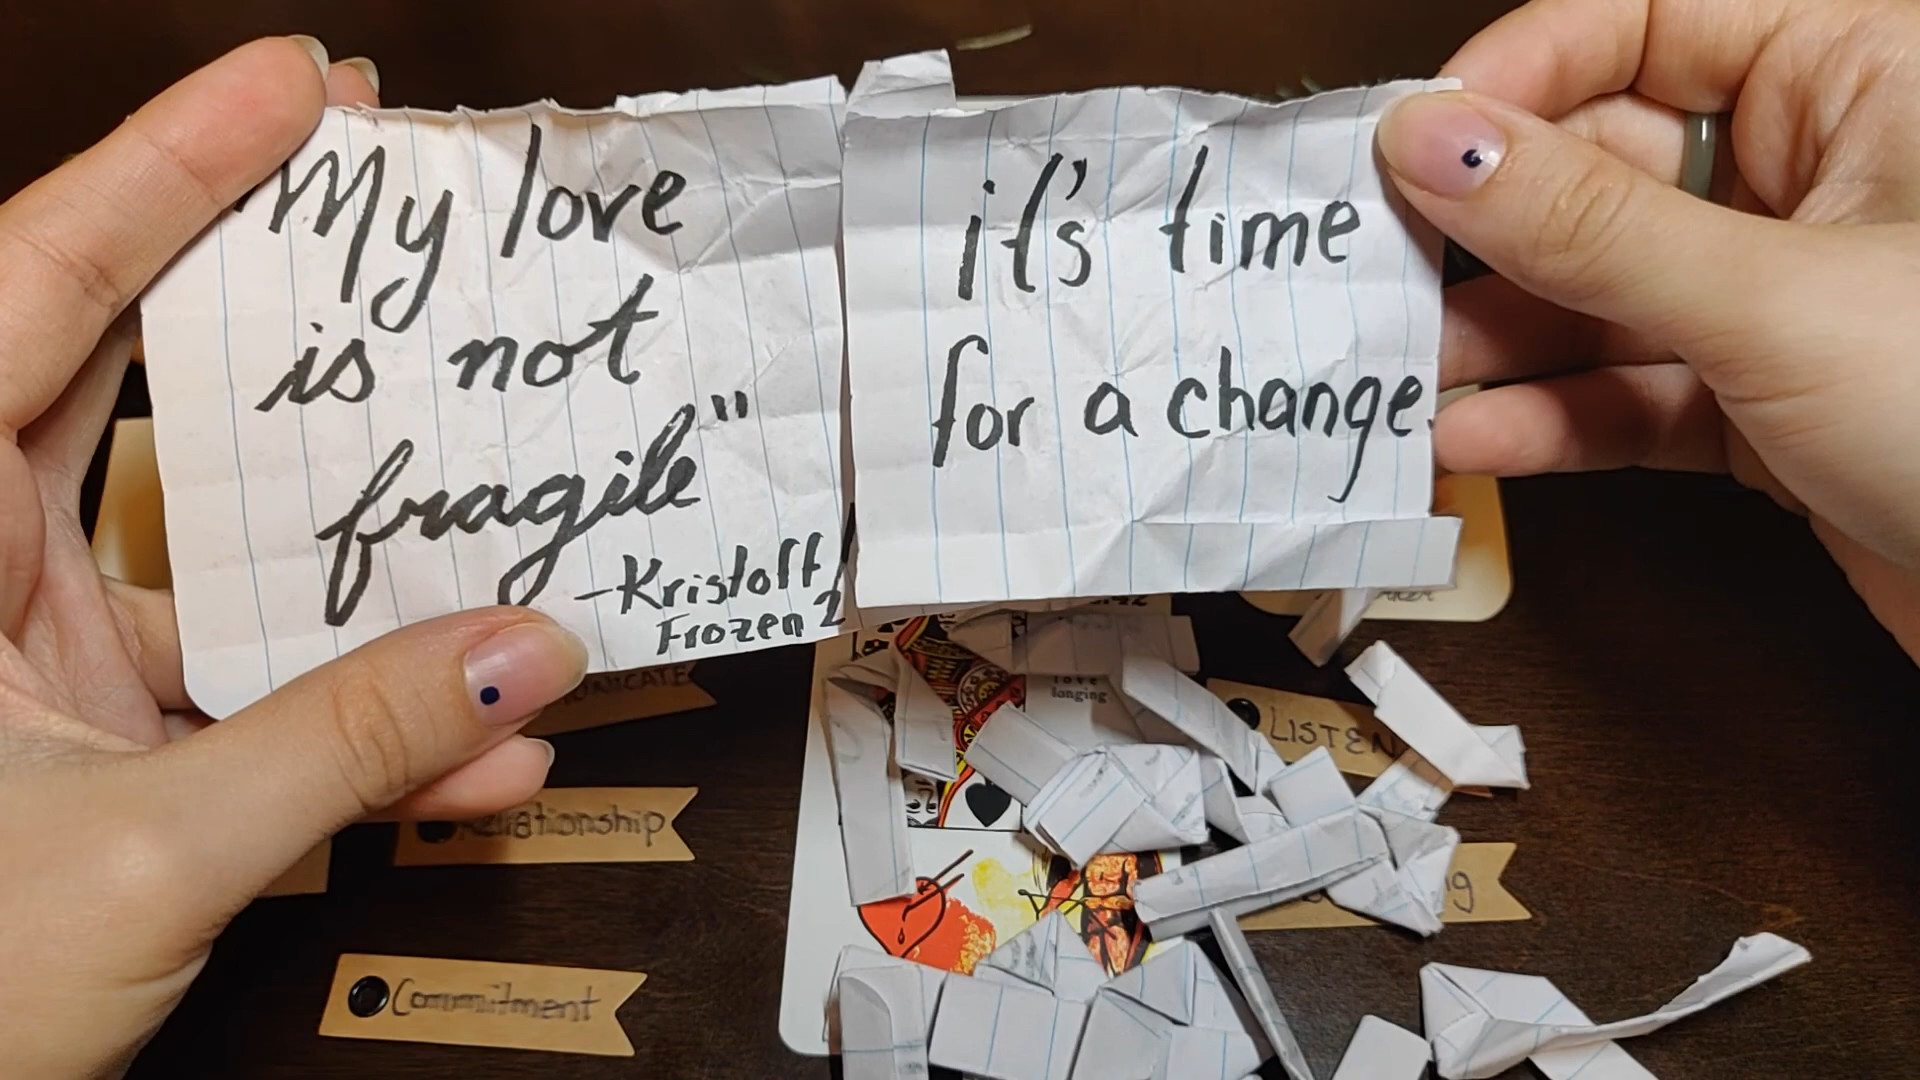 "My love
is not
fragile"
-Kristoff
Frozen 2
it's time
for a change.
love
longing
LISTEN
Relationship
Commitment